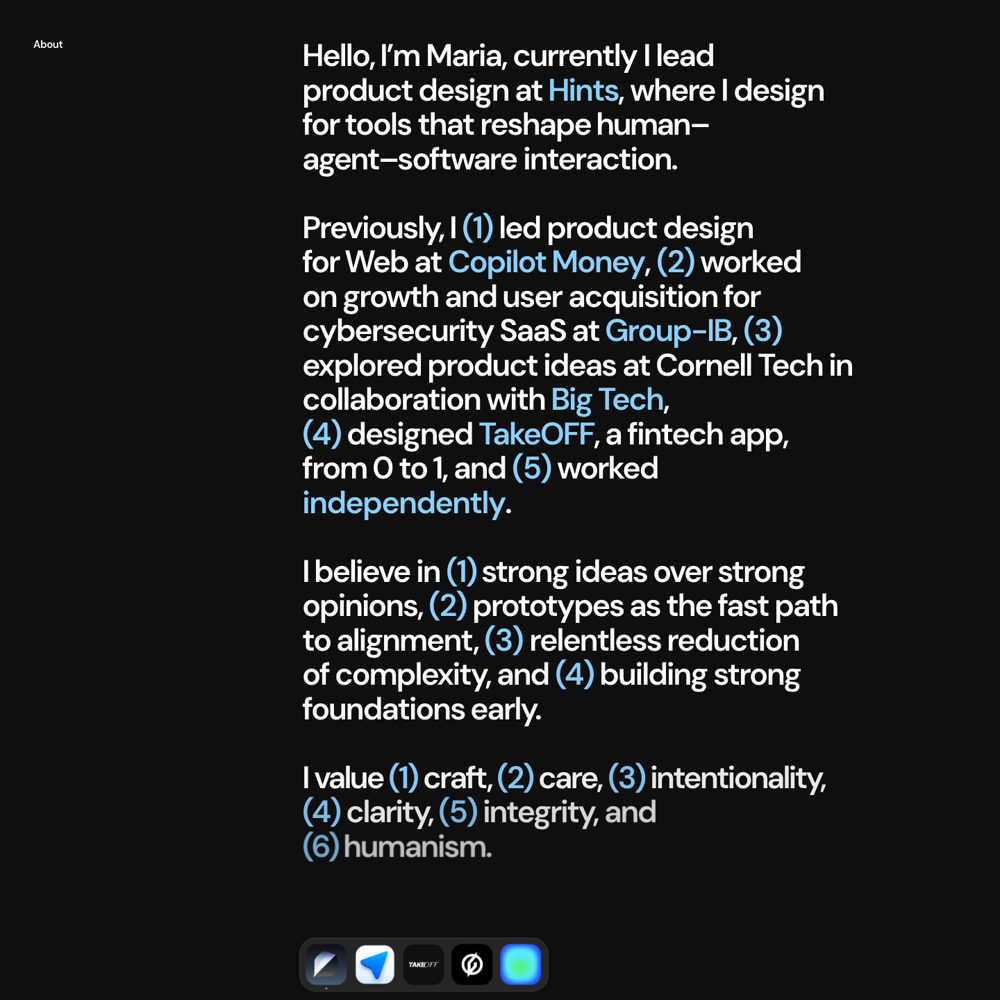 About
Hello, I’m Maria, currently I lead
product design at Hints, where I design
for tools that reshape human–
agent–software interaction.
Previously, I (1) led product design
for Web at Copilot Money, (2) worked
on growth and user acquisition for
cybersecurity SaaS at Group-IB, (3)
explored product ideas at Cornell Tech in
collaboration with Big Tech,
(4) designed TakeOFF, a fintech app,
from 0 to 1, and (5) worked
independently.
I believe in (1) strong ideas over strong
opinions, (2) prototypes as the fast path
to alignment, (3) relentless reduction
of complexity, and (4) building strong
foundations early.
I value (1) craft, (2) care, (3) intentionality,
(4) clarity, (5) integrity, and
(6) humanism.
TAKEOFF